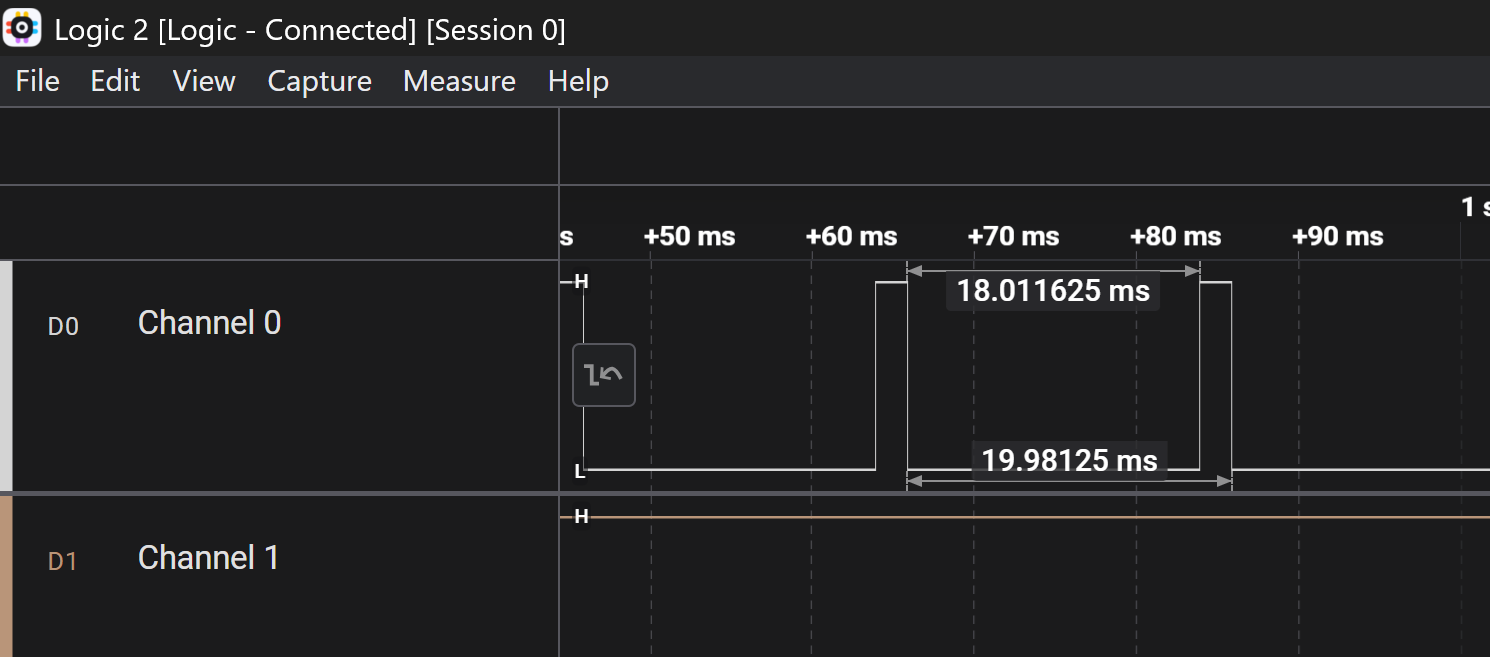 Logic 2 [Logic - Connected] [Session 0]
File Edit View Capture Measure Help
1 s
s +50 ms +60 ms +70 ms +80 ms +90 ms
H
18.011625 ms
D0 Channel 0
L
19.98125 ms
H
D1 Channel 1